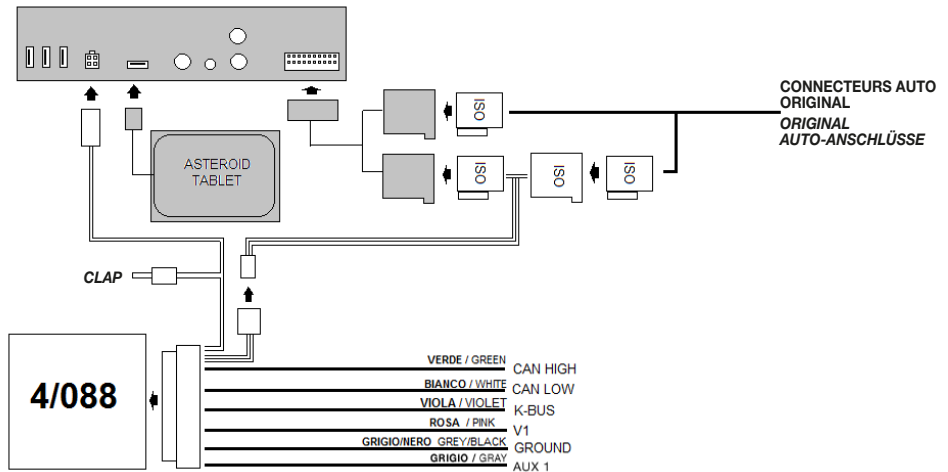 CONNECTEURS AUTO
ORIGINAL
ORIGINAL
AUTO-ANSCHLÜSSE
ISO
ISO
ISO
ISO
ASTEROID
TABLET
CLAP
4/088
VERDE / GREEN CAN HIGH
BIANCO / WHITE CAN LOW
VIOLA / VIOLET K-BUS
ROSA / PINK V1
GRIGIO/NERO GREY/BLACK GROUND
GRIGIO / GRAY AUX 1